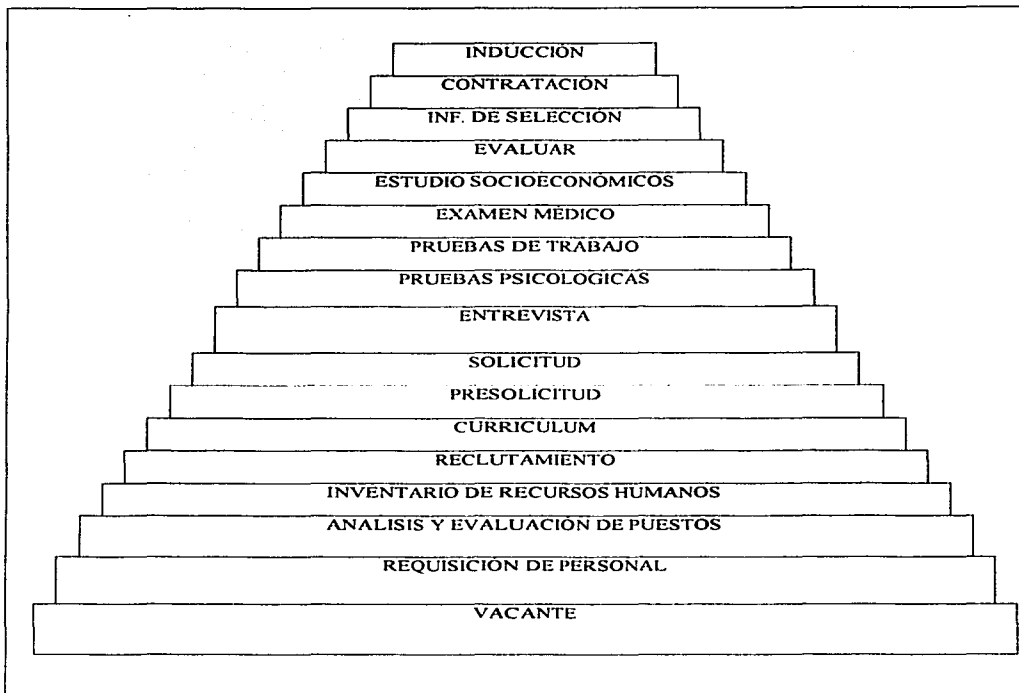 INDUCCIÓN
CONTRATACIÓN
INF. DE SELECCIÓN
EVALUAR
ESTUDIO SOCIOECONÓMICOS
EXAMEN MÉDICO
PRUEBAS DE TRABAJO
PRUEBAS PSICOLOGICAS
ENTREVISTA
SOLICITUD
PRESOLICITUD
CURRICULUM
RECLUTAMIENTO
INVENTARIO DE RECURSOS HUMANOS
ANALISIS Y EVALUACIÓN DE PUESTOS
REQUISICIÓN DE PERSONAL
VACANTE